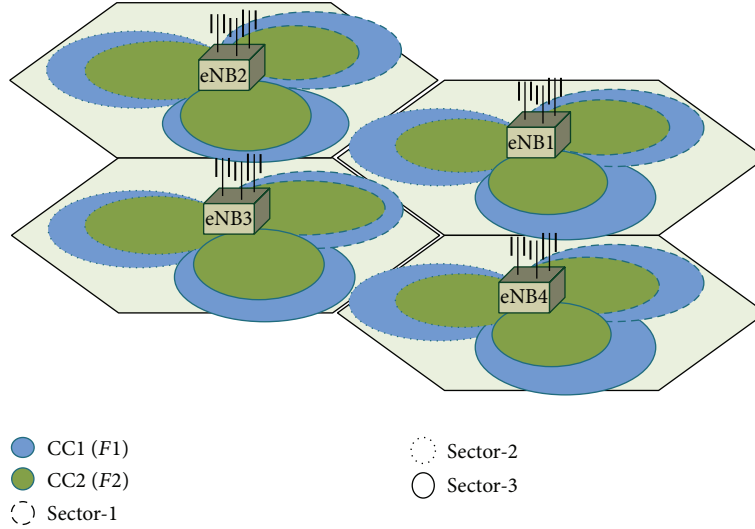 eNB2
eNB1
eNB3
eNB4
CC1 (F1)
CC2 (F2)
Sector-1
Sector-2
Sector-3